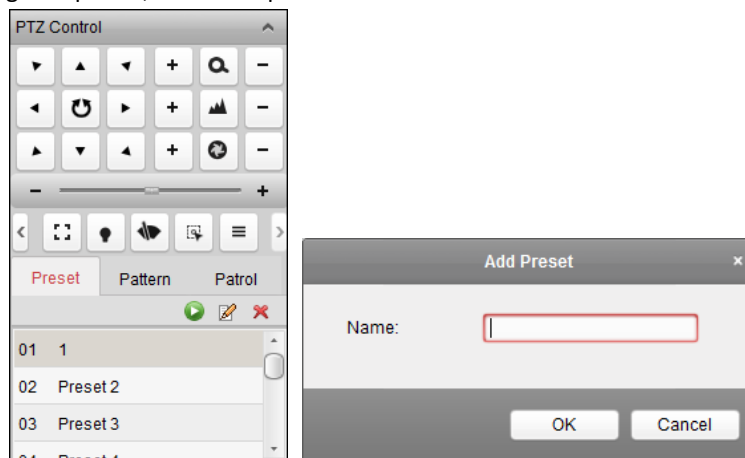 PTZ Control
Preset Pattern Patrol
01 1
02 Preset 2
03 Preset 3
Add Preset
Name:
OK Cancel